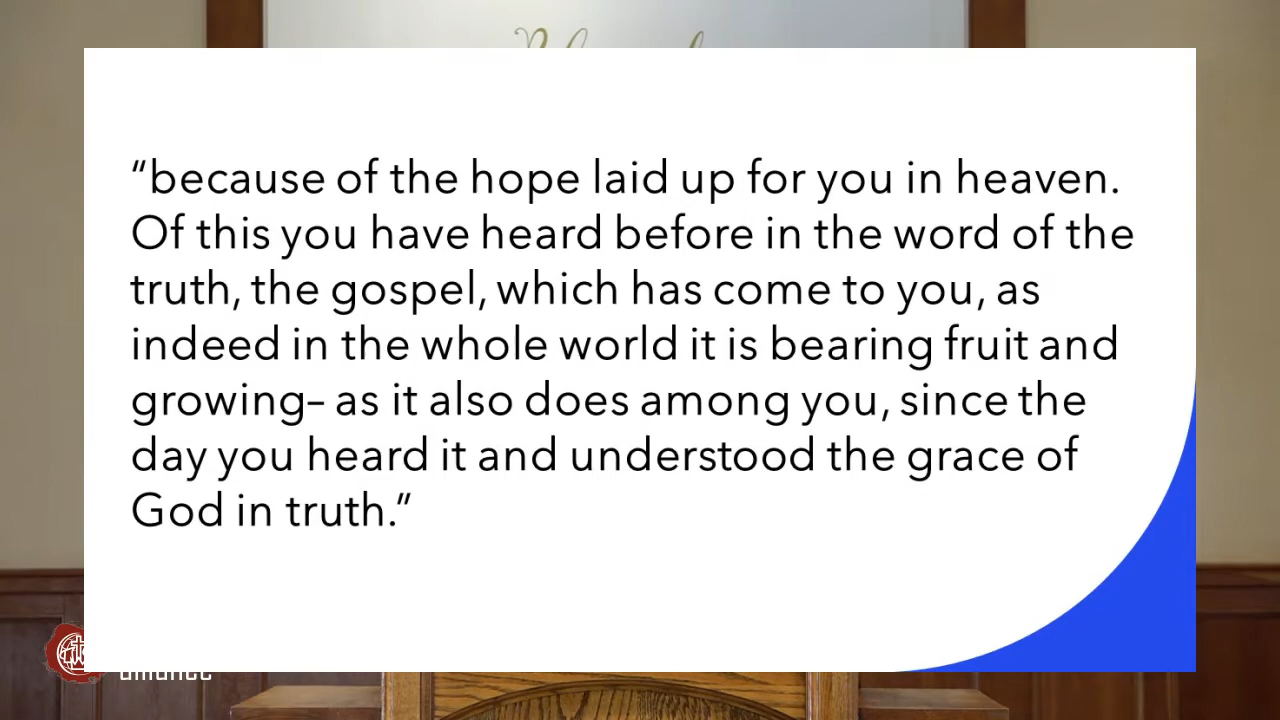 “because of the hope laid up for you in heaven.
Of this you have heard before in the word of the
truth, the gospel, which has come to you, as
indeed in the whole world it is bearing fruit and
growing– as it also does among you, since the
day you heard it and understood the grace of
God in truth.”